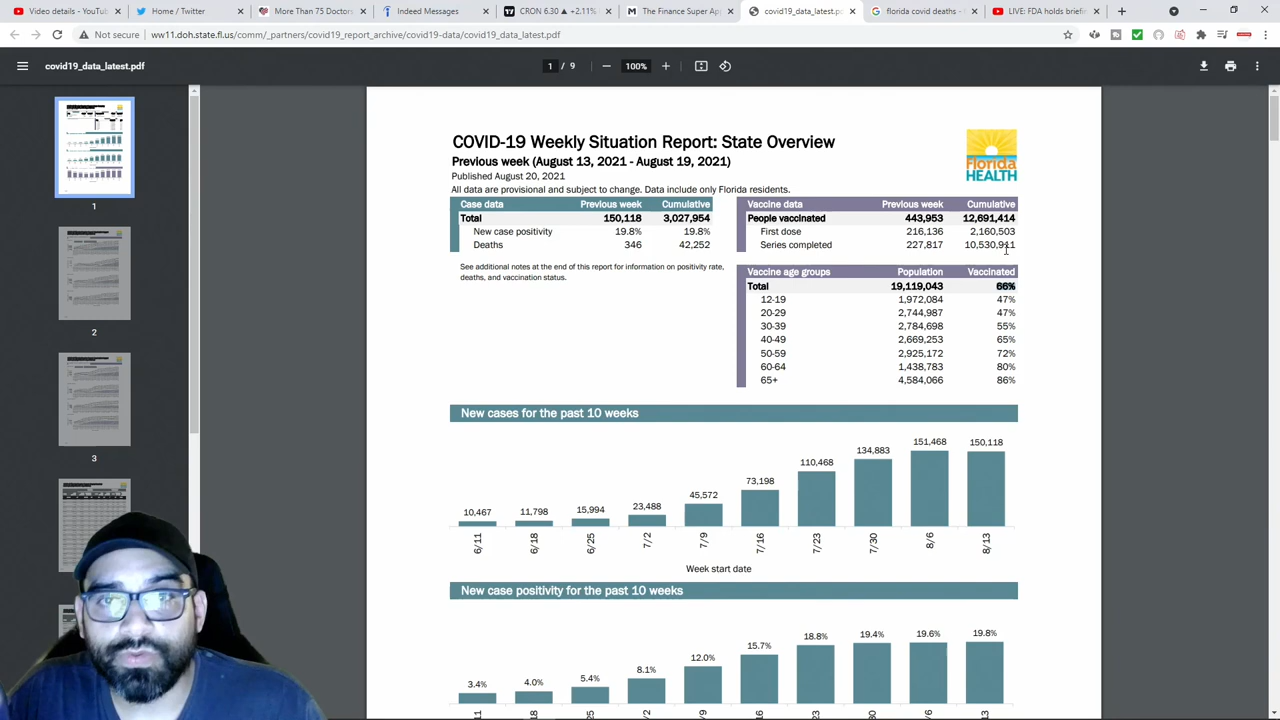 Video details - YouTub
Home / Twitter
More Than 75 Doctors
Indeed Messages
CRON 6.30 ▲ +2.11%
The Finance Super Ap
covid19_data_latest.p
florida covid deaths -
LIVE: FDA holds briefin
Not secure
ww11.doh.state.fl.us/comm/_partners/covid19_report_archive/covid19-data/covid19_data_latest.pdf
covid19_data_latest.pdf
1 / 9
100%
1
2
3
COVID-19 Weekly Situation Report: State Overview
Previous week (August 13, 2021 - August 19, 2021)
Published August 20, 2021
All data are provisional and subject to change. Data include only Florida residents.
Florida
HEALTH
Case data Previous week Cumulative
Total 150,118 3,027,954
New case positivity 19.8% 19.8%
Deaths 346 42,252
See additional notes at the end of this report for information on positivity rate,
deaths, and vaccination status.
Vaccine data Previous week Cumulative
People vaccinated 443,953 12,691,414
First dose 216,136 2,160,503
Series completed 227,817 10,530,911
Vaccine age groups Population Vaccinated
Total 19,119,043 66%
12-19 1,972,084 47%
20-29 2,744,987 47%
30-39 2,784,698 55%
40-49 2,669,253 65%
50-59 2,925,172 72%
60-64 1,438,783 80%
65+ 4,584,066 86%
New cases for the past 10 weeks
10,467 11,798 15,994 23,488 45,572 73,198 110,468 134,883 151,468 150,118
6/11 6/18 6/25 7/2 7/9 7/16 7/23 7/30 8/6 8/13
Week start date
New case positivity for the past 10 weeks
3.4% 4.0% 5.4% 8.1% 12.0% 15.7% 18.8% 19.4% 19.6% 19.8%